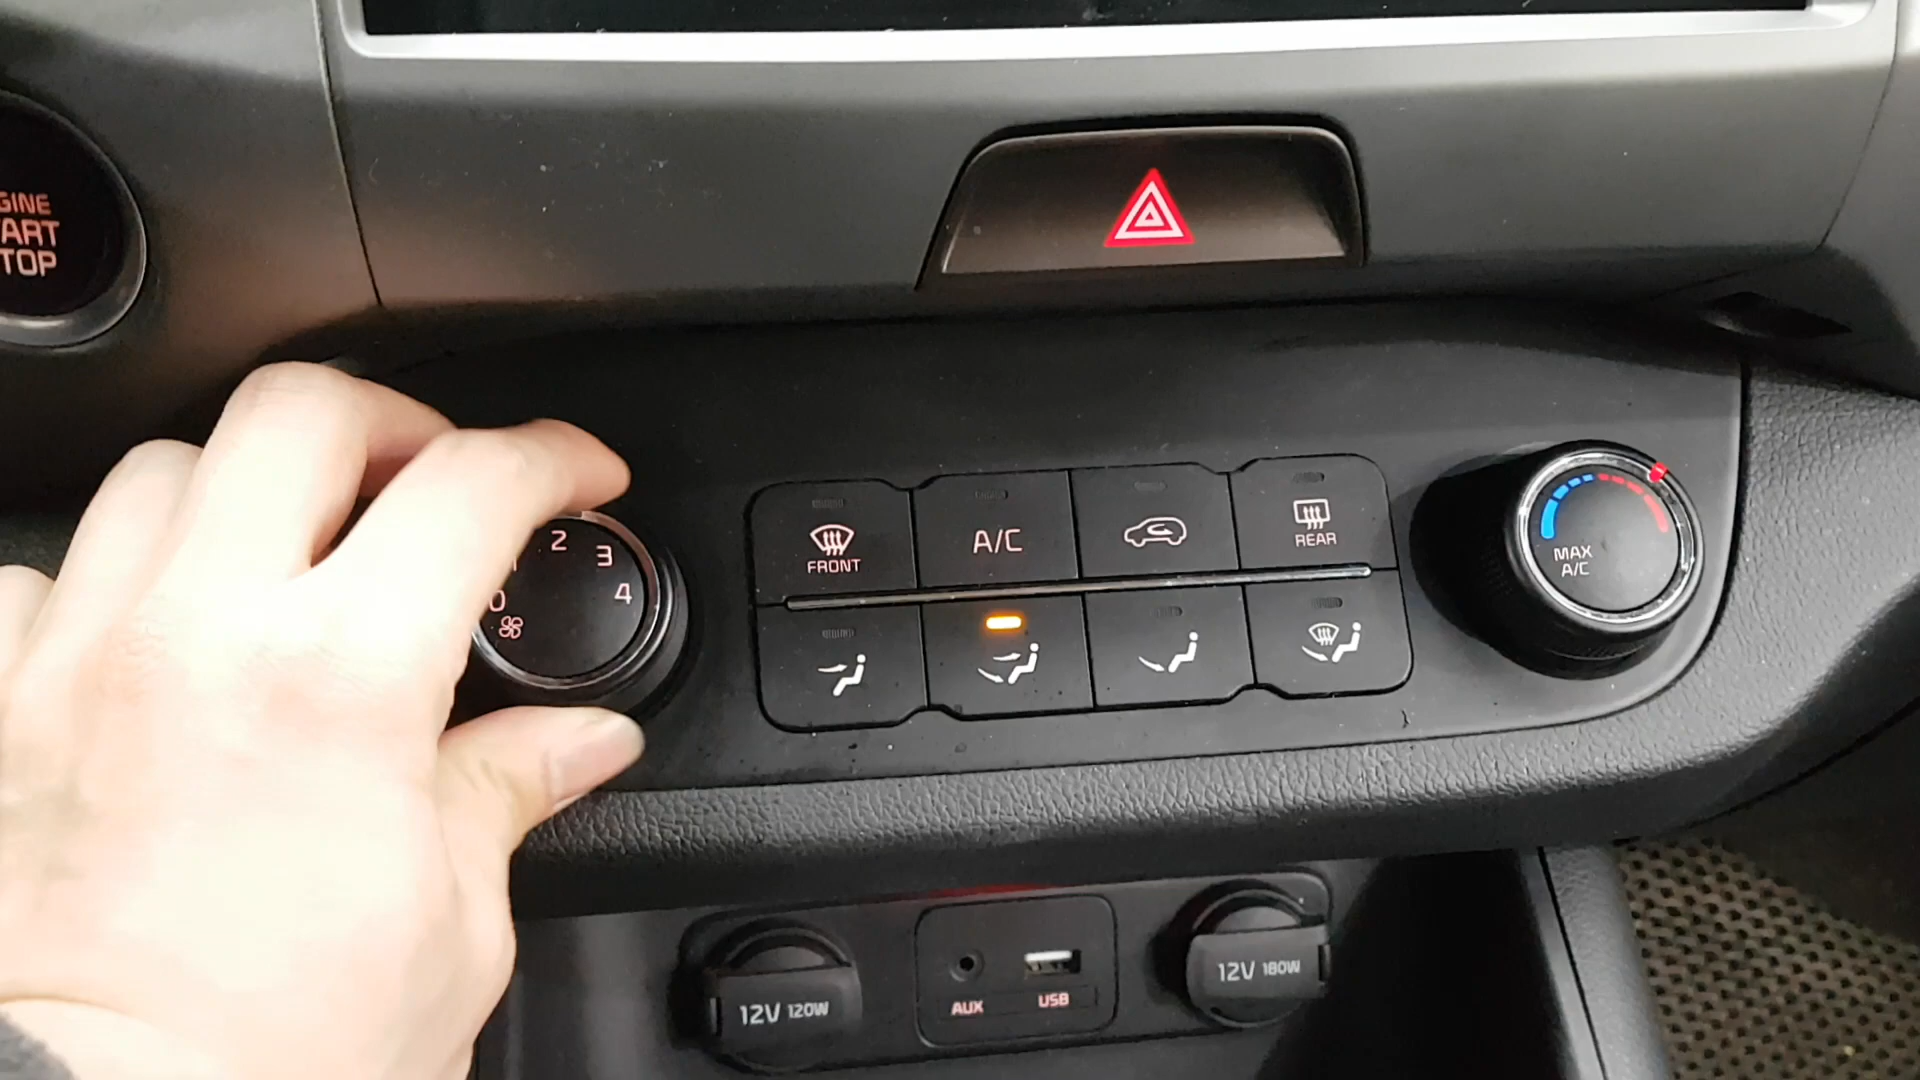 GINE
ART
TOP
2
3
4
0
FRONT
A/C
REAR
MAX
A/C
12V 120W
AUX
USB
12V 180W